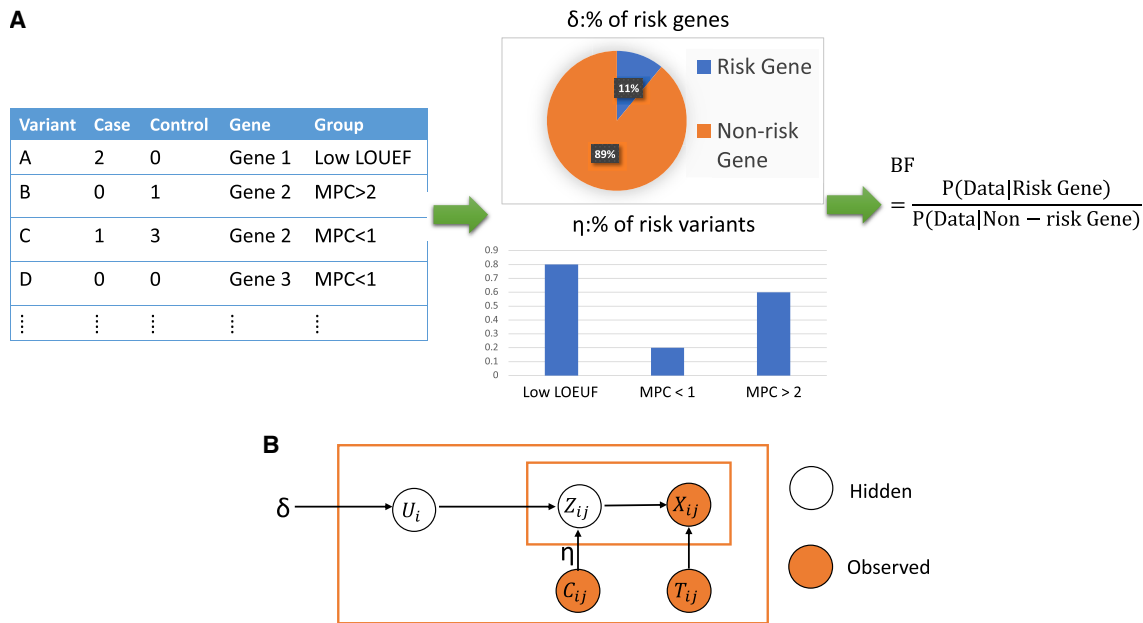 A
δ:% of risk genes
Variant Case Control Gene Group
A 2 0 Gene 1 Low LOUEF
B 0 1 Gene 2 MPC>2
C 1 3 Gene 2 MPC<1
D 0 0 Gene 3 MPC<1
⋮ ⋮ ⋮ ⋮ ⋮
11%
89%
Risk Gene
Non-risk
Gene
η:% of risk variants
0.9
0.8
0.7
0.6
0.5
0.4
0.3
0.2
0.1
0
Low LOEUF MPC < 1 MPC > 2
BF
= P(Data|Risk Gene)
P(Data|Non − risk Gene)
B
δ
U_i
Z_ij
X_ij
η
C_ij
T_ij
Hidden
Observed